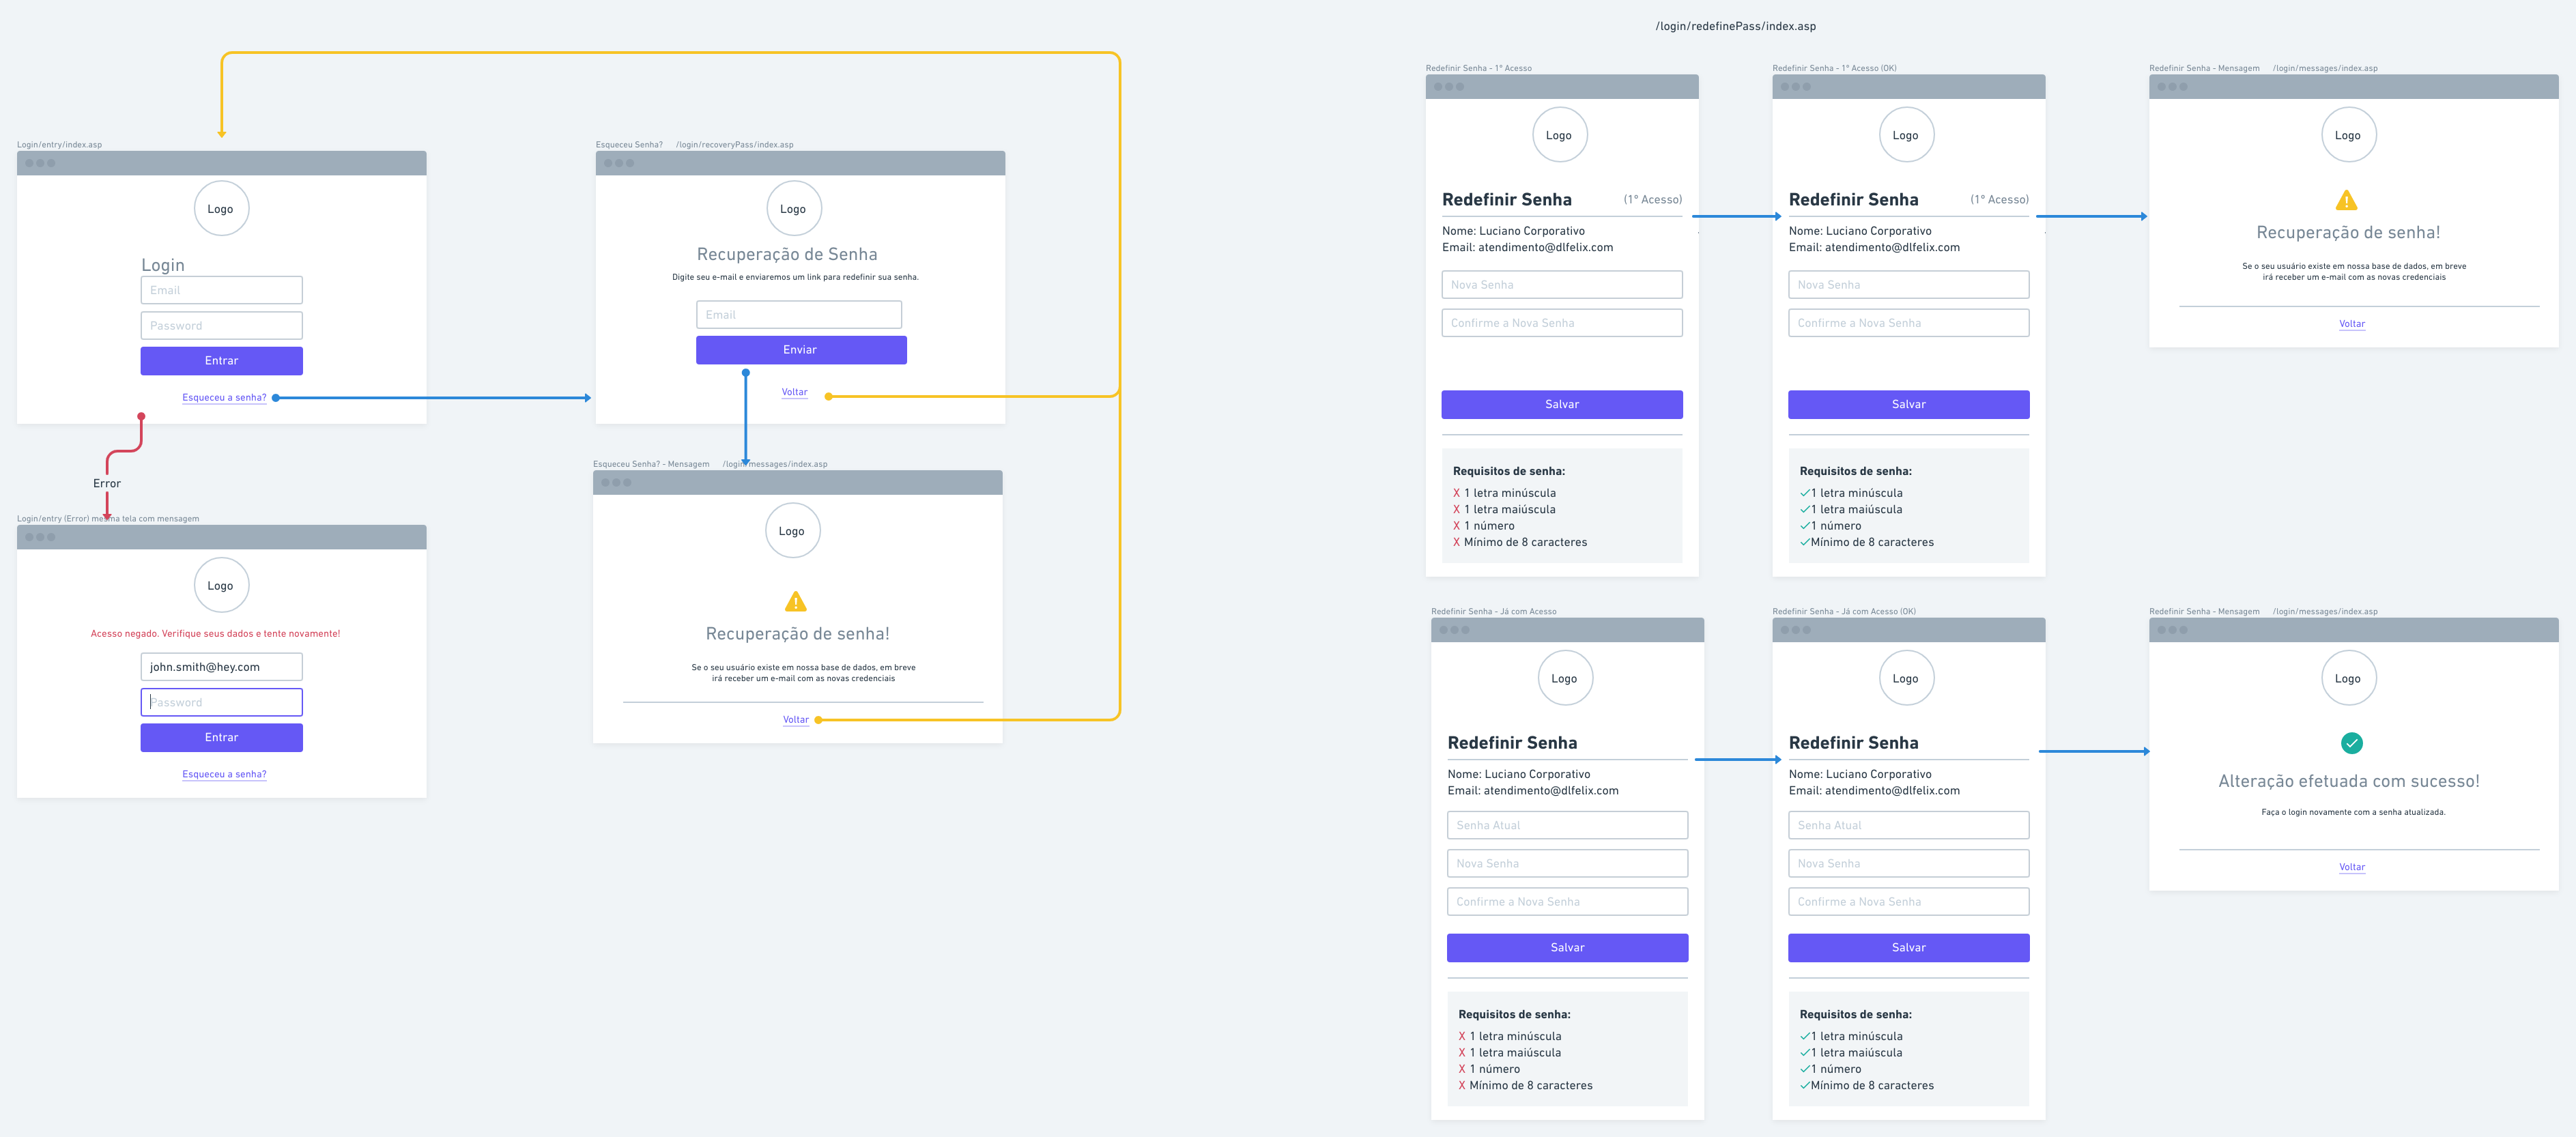 /login/redefinePass/index.asp
Login/entry/index.asp
Logo
Login
Email
Password
Entrar
Esqueceu a senha?
Error
Login/entry (Error) mesma tela com mensagem
Logo
Acesso negado. Verifique seus dados e tente novamente!
john.smith@hey.com
Password
Entrar
Esqueceu a senha?
Esqueceu Senha? /login/recoveryPass/index.asp
Logo
Recuperação de Senha
Digite seu e-mail e enviaremos um link para redefinir sua senha.
Email
Enviar
Voltar
Esqueceu Senha? - Mensagem /login/messages/index.asp
Logo
Recuperação de senha!
Se o seu usuário existe em nossa base de dados, em breve
irá receber um e-mail com as novas credenciais
Voltar
Redefinir Senha - 1º Acesso
Logo
Redefinir Senha (1º Acesso)
Nome: Luciano Corporativo
Email: atendimento@dlfelix.com
Nova Senha
Confirme a Nova Senha
Salvar
Requisitos de senha:
X 1 letra minúscula
X 1 letra maiúscula
X 1 número
X Mínimo de 8 caracteres
Redefinir Senha - 1º Acesso (OK)
Logo
Redefinir Senha (1º Acesso)
Nome: Luciano Corporativo
Email: atendimento@dlfelix.com
Nova Senha
Confirme a Nova Senha
Salvar
Requisitos de senha:
✓1 letra minúscula
✓1 letra maiúscula
✓1 número
✓Mínimo de 8 caracteres
Redefinir Senha - Mensagem /login/messages/index.asp
Logo
Recuperação de senha!
Se o seu usuário existe em nossa base de dados, em breve
irá receber um e-mail com as novas credenciais
Voltar
Redefinir Senha - Já com Acesso
Logo
Redefinir Senha
Nome: Luciano Corporativo
Email: atendimento@dlfelix.com
Senha Atual
Nova Senha
Confirme a Nova Senha
Salvar
Requisitos de senha:
X 1 letra minúscula
X 1 letra maiúscula
X 1 número
X Mínimo de 8 caracteres
Redefinir Senha - Já com Acesso (OK)
Logo
Redefinir Senha
Nome: Luciano Corporativo
Email: atendimento@dlfelix.com
Senha Atual
Nova Senha
Confirme a Nova Senha
Salvar
Requisitos de senha:
✓1 letra minúscula
✓1 letra maiúscula
✓1 número
✓Mínimo de 8 caracteres
Redefinir Senha - Mensagem /login/messages/index.asp
Logo
Alteração efetuada com sucesso!
Faça o login novamente com a senha atualizada.
Voltar